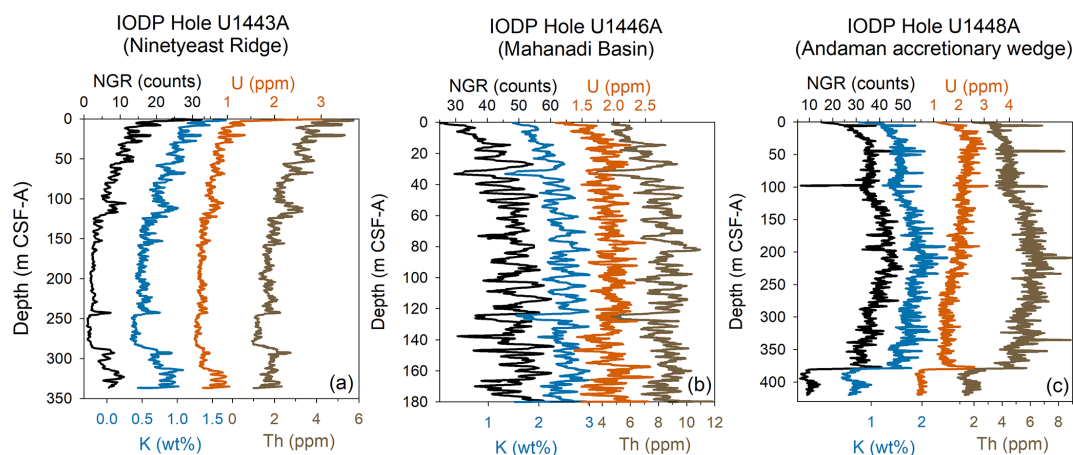 IODP Hole U1443A
(Ninetyeast Ridge)
NGR (counts) U (ppm)
0 10 20 30 1 2 3
0
50
100
150
200
250
300
350
Depth (m CSF-A)
(a)
0.0 0.5 1.0 1.5 0 2 4 6
K (wt%) Th (ppm)
IODP Hole U1446A
(Mahanadi Basin)
NGR (counts) U (ppm)
30 40 50 60 1.5 2.0 2.5
0
20
40
60
80
100
120
140
160
180
Depth (m CSF-A)
(b)
1 2 3 4 6 8 10 12
K (wt%) Th (ppm)
IODP Hole U1448A
(Andaman accretionary wedge)
NGR (counts) U (ppm)
10 20 30 40 50 1 2 3 4
0
100
200
300
400
Depth (m CSF-A)
(c)
1 2 2 4 6 8
K (wt%) Th (ppm)